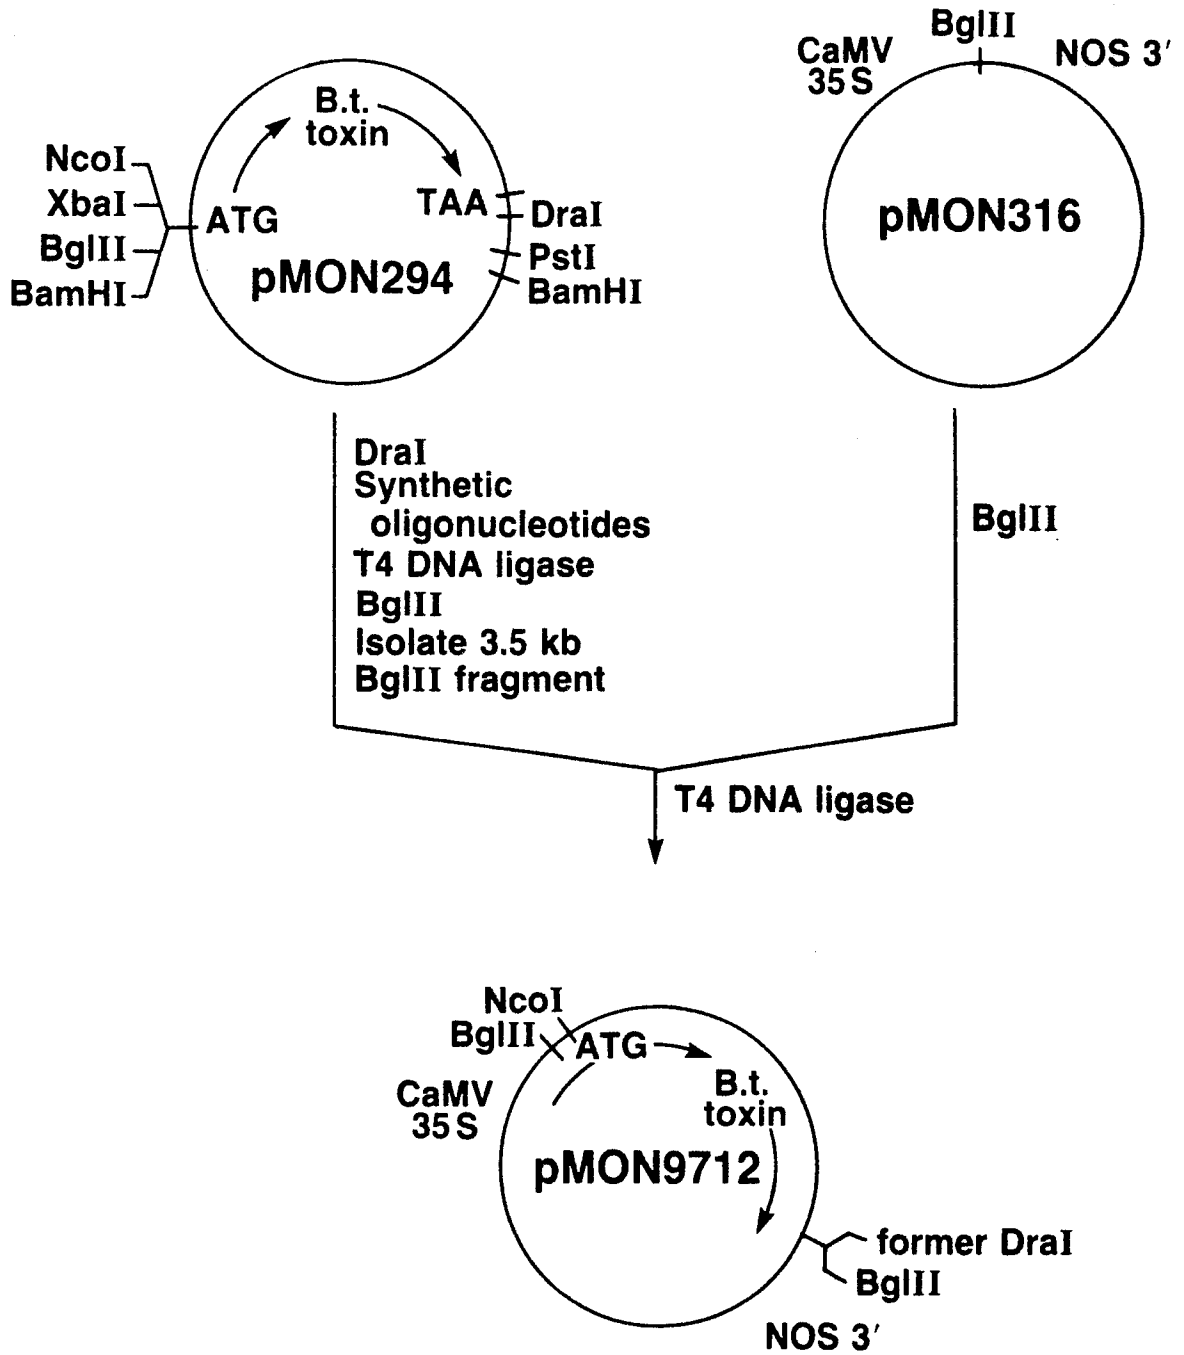 B.t.
toxin
NcoI
XbaI
BglII
BamHI
ATG
TAA
DraI
PstI
BamHI
pMON294
BglII
CaMV
35S
NOS 3′
pMON316
DraI
Synthetic
oligonucleotides
T4 DNA ligase
BglII
Isolate 3.5 kb
BglII fragment
BglII
T4 DNA ligase
NcoI
BglII
ATG
CaMV
35S
B.t.
toxin
pMON9712
former DraI
BglII
NOS 3′